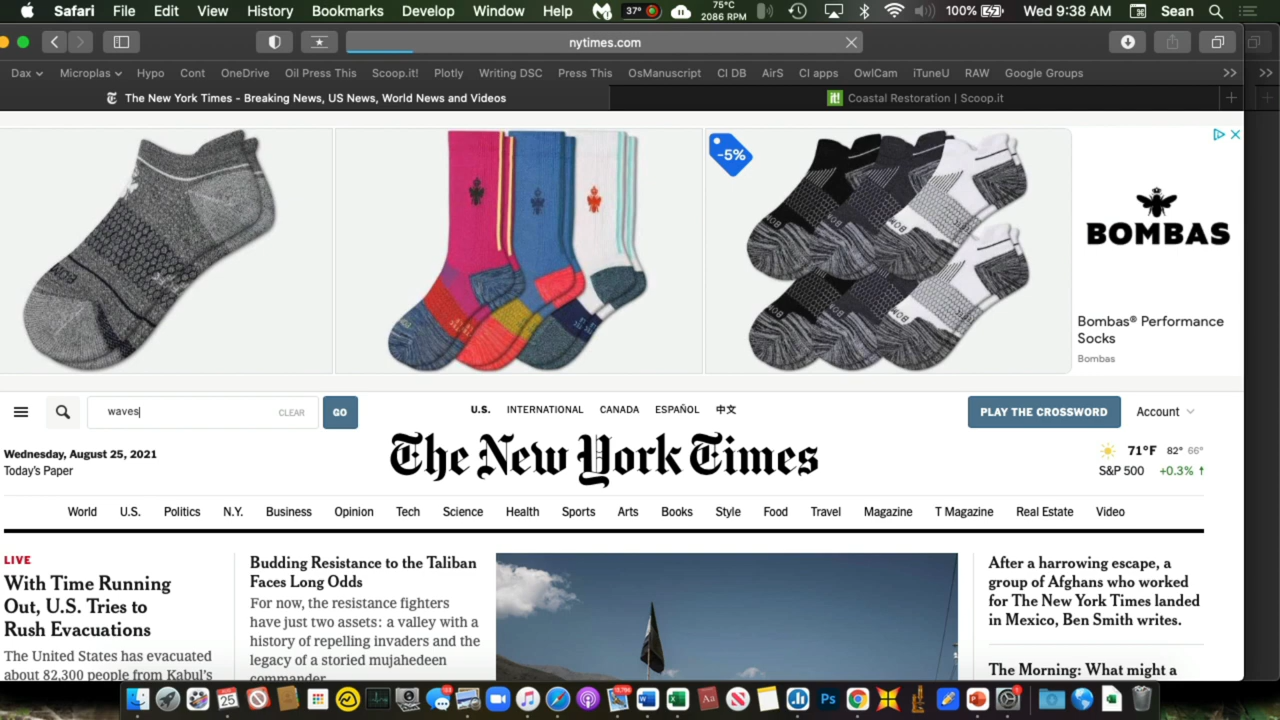 Safari File Edit View History Bookmarks Develop Window Help 37° 75°C 2086 RPM 100% Wed 9:38 AM Sean
nytimes.com
Dax Microplas Hypo Cont OneDrive Oil Press This Scoop.it! Plotly Writing DSC Press This OsManuscript CI DB AirS CI apps OwlCam iTuneU RAW Google Groups >> >>
The New York Times - Breaking News, US News, World News and Videos
it! Coastal Restoration | Scoop.it
-5%
BOMBAS
Bombas® Performance
Socks
Bombas
waves CLEAR GO
U.S. INTERNATIONAL CANADA ESPAÑOL 中文
PLAY THE CROSSWORD Account
Wednesday, August 25, 2021
Today's Paper
The New York Times
71°F 82° 66°
S&P 500 +0.3% ↑
World U.S. Politics N.Y. Business Opinion Tech Science Health Sports Arts Books Style Food Travel Magazine T Magazine Real Estate Video
LIVE
With Time Running
Out, U.S. Tries to
Rush Evacuations
The United States has evacuated
about 82,300 people from Kabul's
Budding Resistance to the Taliban
Faces Long Odds
For now, the resistance fighters
have just two assets: a valley with a
history of repelling invaders and the
legacy of a storied mujahedeen
commander.
After a harrowing escape, a
group of Afghans who worked
for The New York Times landed
in Mexico, Ben Smith writes.
The Morning: What might a
25